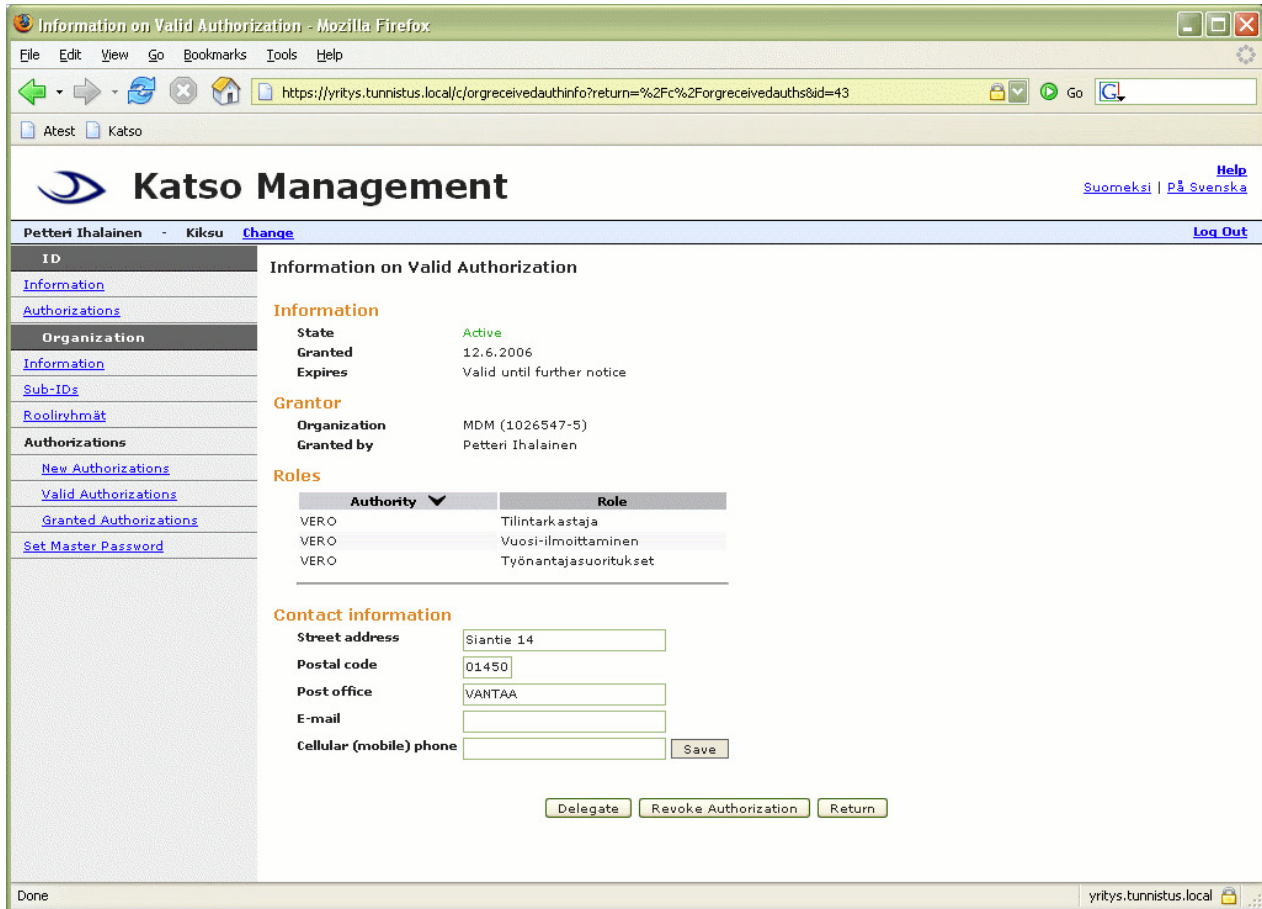 Information on Valid Authorization - Mozilla Firefox
File Edit View Go Bookmarks Tools Help
https://yritys.tunnistus.local/c/orgreceivedauthinfo?return=%2Fc%2Forgreceivedauths&id=43 Go G
Atest Katso
Katso Management
Help
Suomeksi | På Svenska
Petteri Ihalainen - Kiksu Change Log Out
ID
Information
Authorizations
Organization
Information
Sub-IDs
Rooliryhmät
Authorizations
New Authorizations
Valid Authorizations
Granted Authorizations
Set Master Password
Information on Valid Authorization
Information
State Active
Granted 12.6.2006
Expires Valid until further notice
Grantor
Organization MDM (1026547-5)
Granted by Petteri Ihalainen
Roles
Authority Role
VERO Tilintarkastaja
VERO Vuosi-ilmoittaminen
VERO Työnantajasuoritukset
Contact information
Street address Siantie 14
Postal code 01450
Post office VANTAA
E-mail
Cellular (mobile) phone Save
Delegate Revoke Authorization Return
Done yritys.tunnistus.local